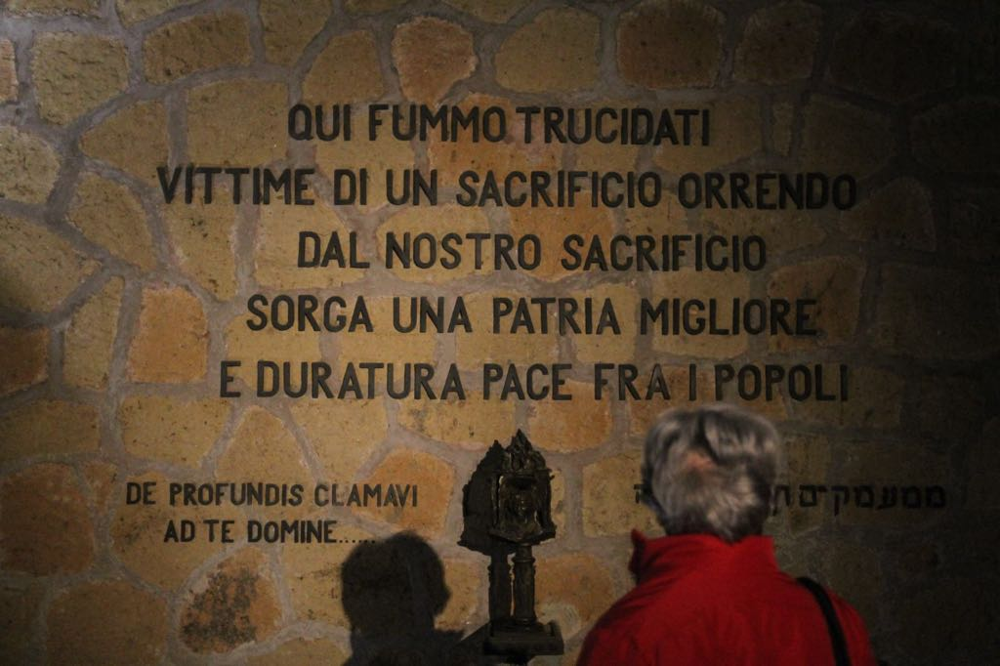 QUI FUMMO TRUCIDATI
VITTIME DI UN SACRIFICIO ORRENDO
DAL NOSTRO SACRIFICIO
SORGA UNA PATRIA MIGLIORE
E DURATURA PACE FRA I POPOLI
DE PROFUNDIS CLAMAVI
AD TE DOMINE......
ממעמקים